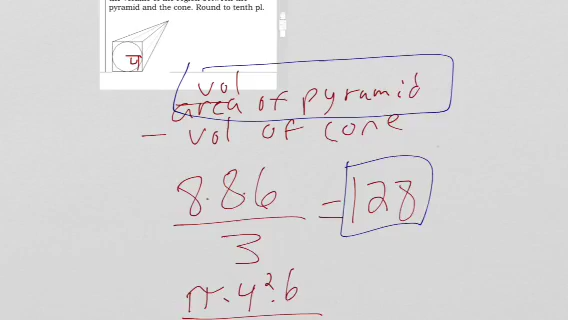 pyramid and the cone. Round to tenth pl.
4
vol
area of pyramid
- vol of cone
8.8.6
3
= 128
π.4².6